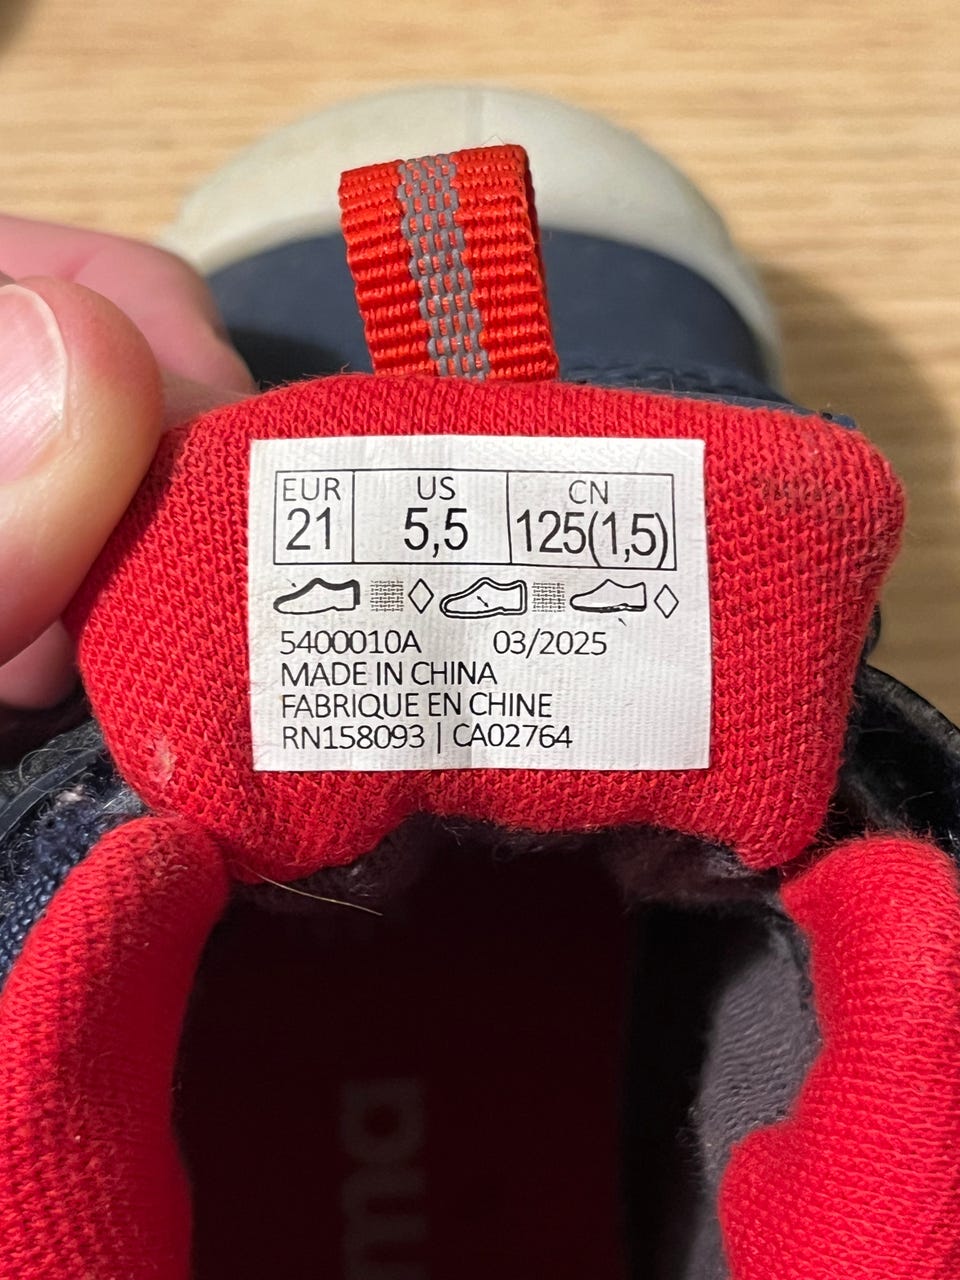 EUR US CN
21 5,5 125(1,5)
5400010A 03/2025
MADE IN CHINA
FABRIQUE EN CHINE
RN158093 | CA02764